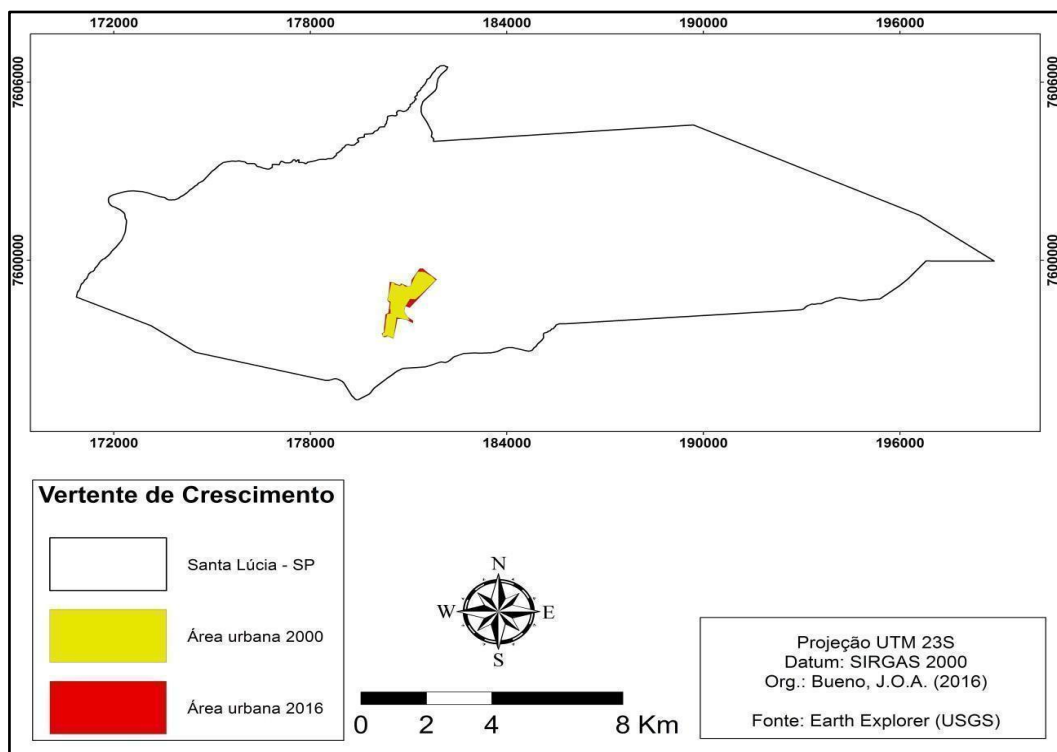 172000 178000 184000 190000 196000
7606000 7606000
7600000 7600000
172000 178000 184000 190000 196000
Vertente de Crescimento
Santa Lúcia - SP
Área urbana 2000
Área urbana 2016
N
W E
S
0 2 4 8 Km
Projeção UTM 23S
Datum: SIRGAS 2000
Org.: Bueno, J.O.A. (2016)
Fonte: Earth Explorer (USGS)